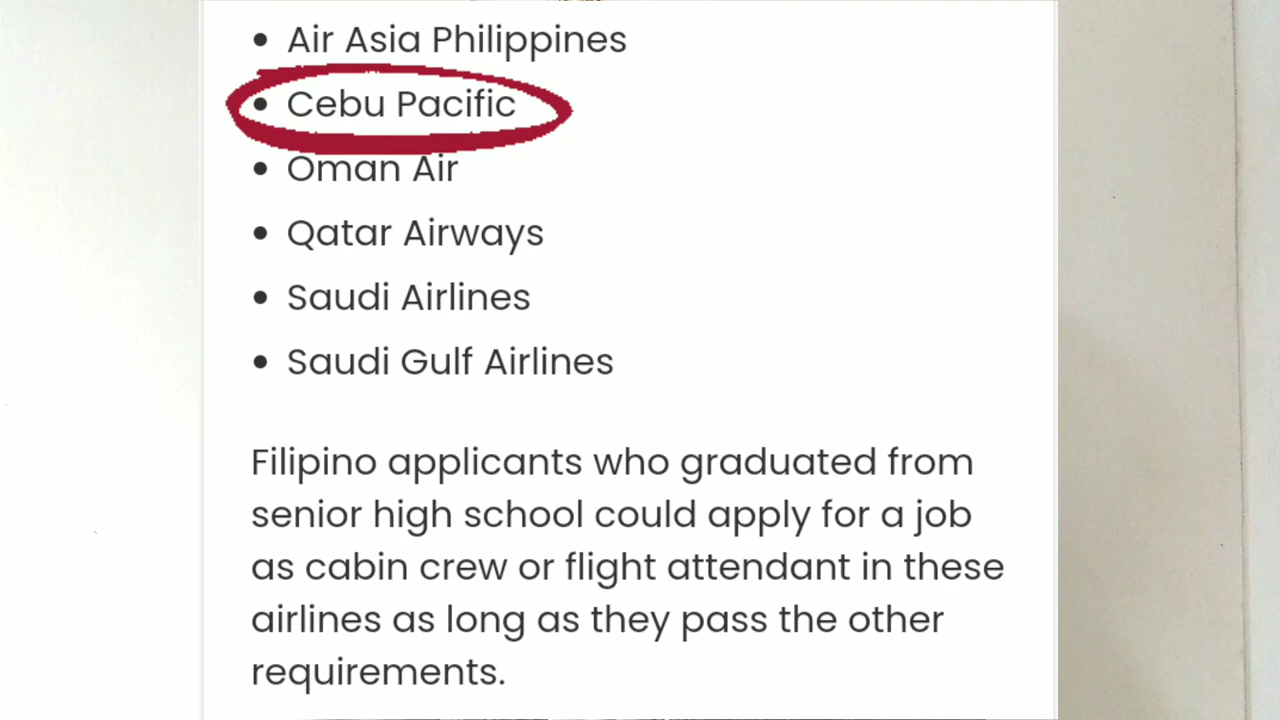 • Air Asia Philippines
• Cebu Pacific
• Oman Air
• Qatar Airways
• Saudi Airlines
• Saudi Gulf Airlines
Filipino applicants who graduated from
senior high school could apply for a job
as cabin crew or flight attendant in these
airlines as long as they pass the other
requirements.